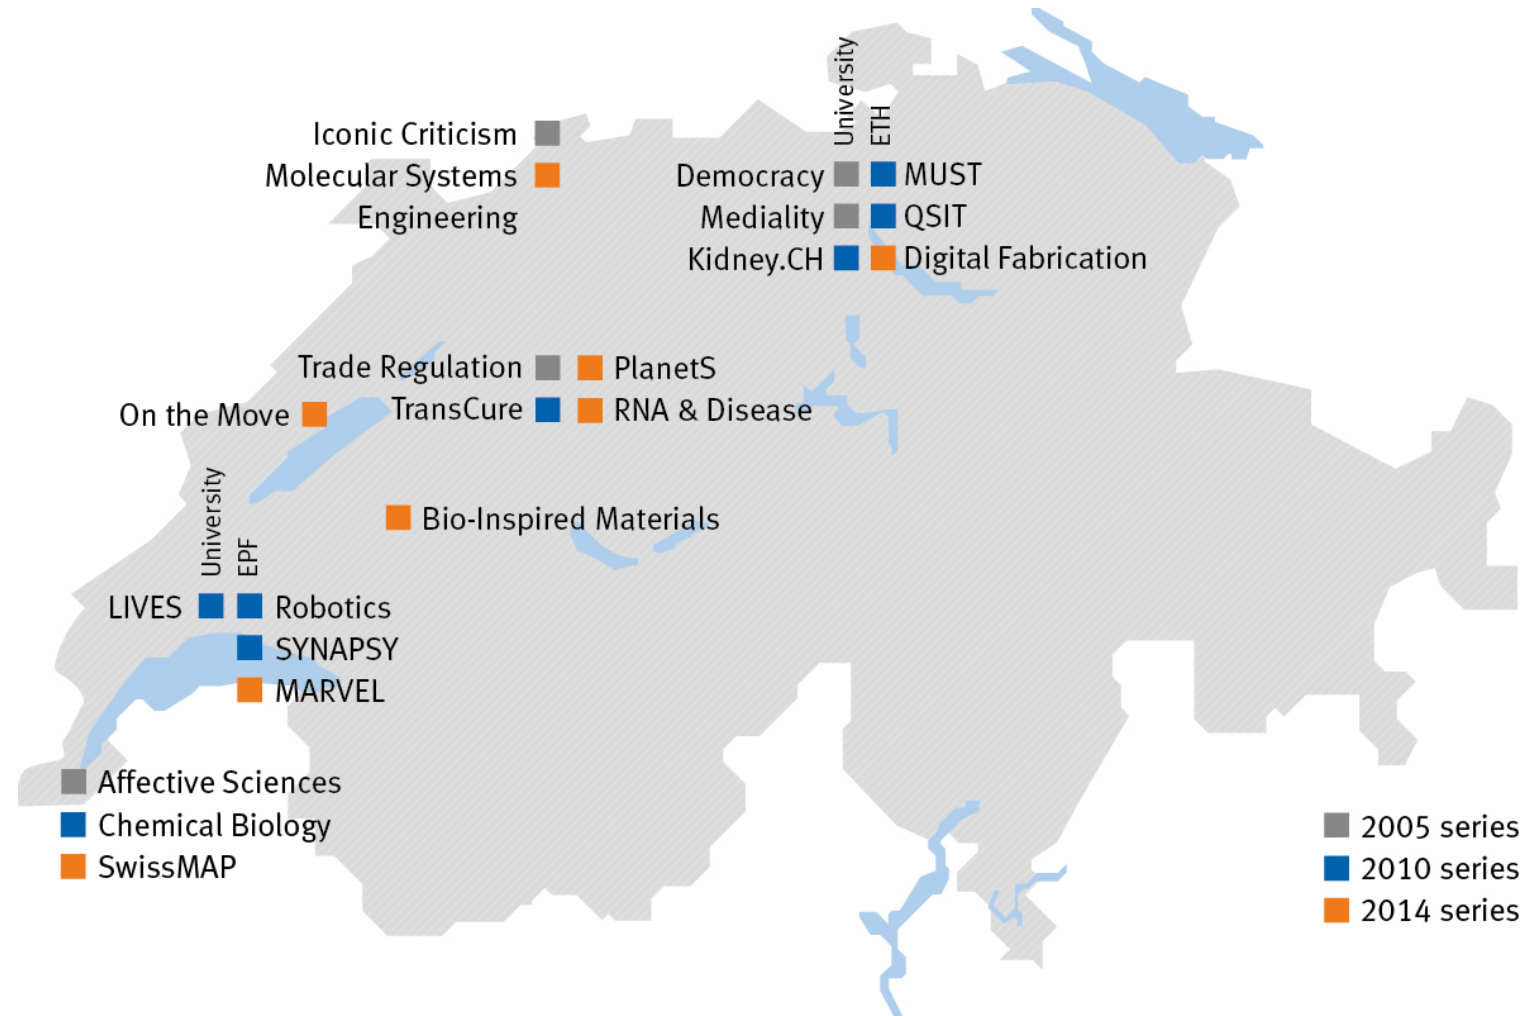 University
ETH
Iconic Criticism
Molecular Systems
Engineering
Democracy
MUST
Mediality
QSIT
Kidney.CH
Digital Fabrication
Trade Regulation
PlanetS
TransCure
RNA & Disease
On the Move
Bio-Inspired Materials
University
EPF
LIVES
Robotics
SYNAPSY
MARVEL
Affective Sciences
Chemical Biology
SwissMAP
2005 series
2010 series
2014 series